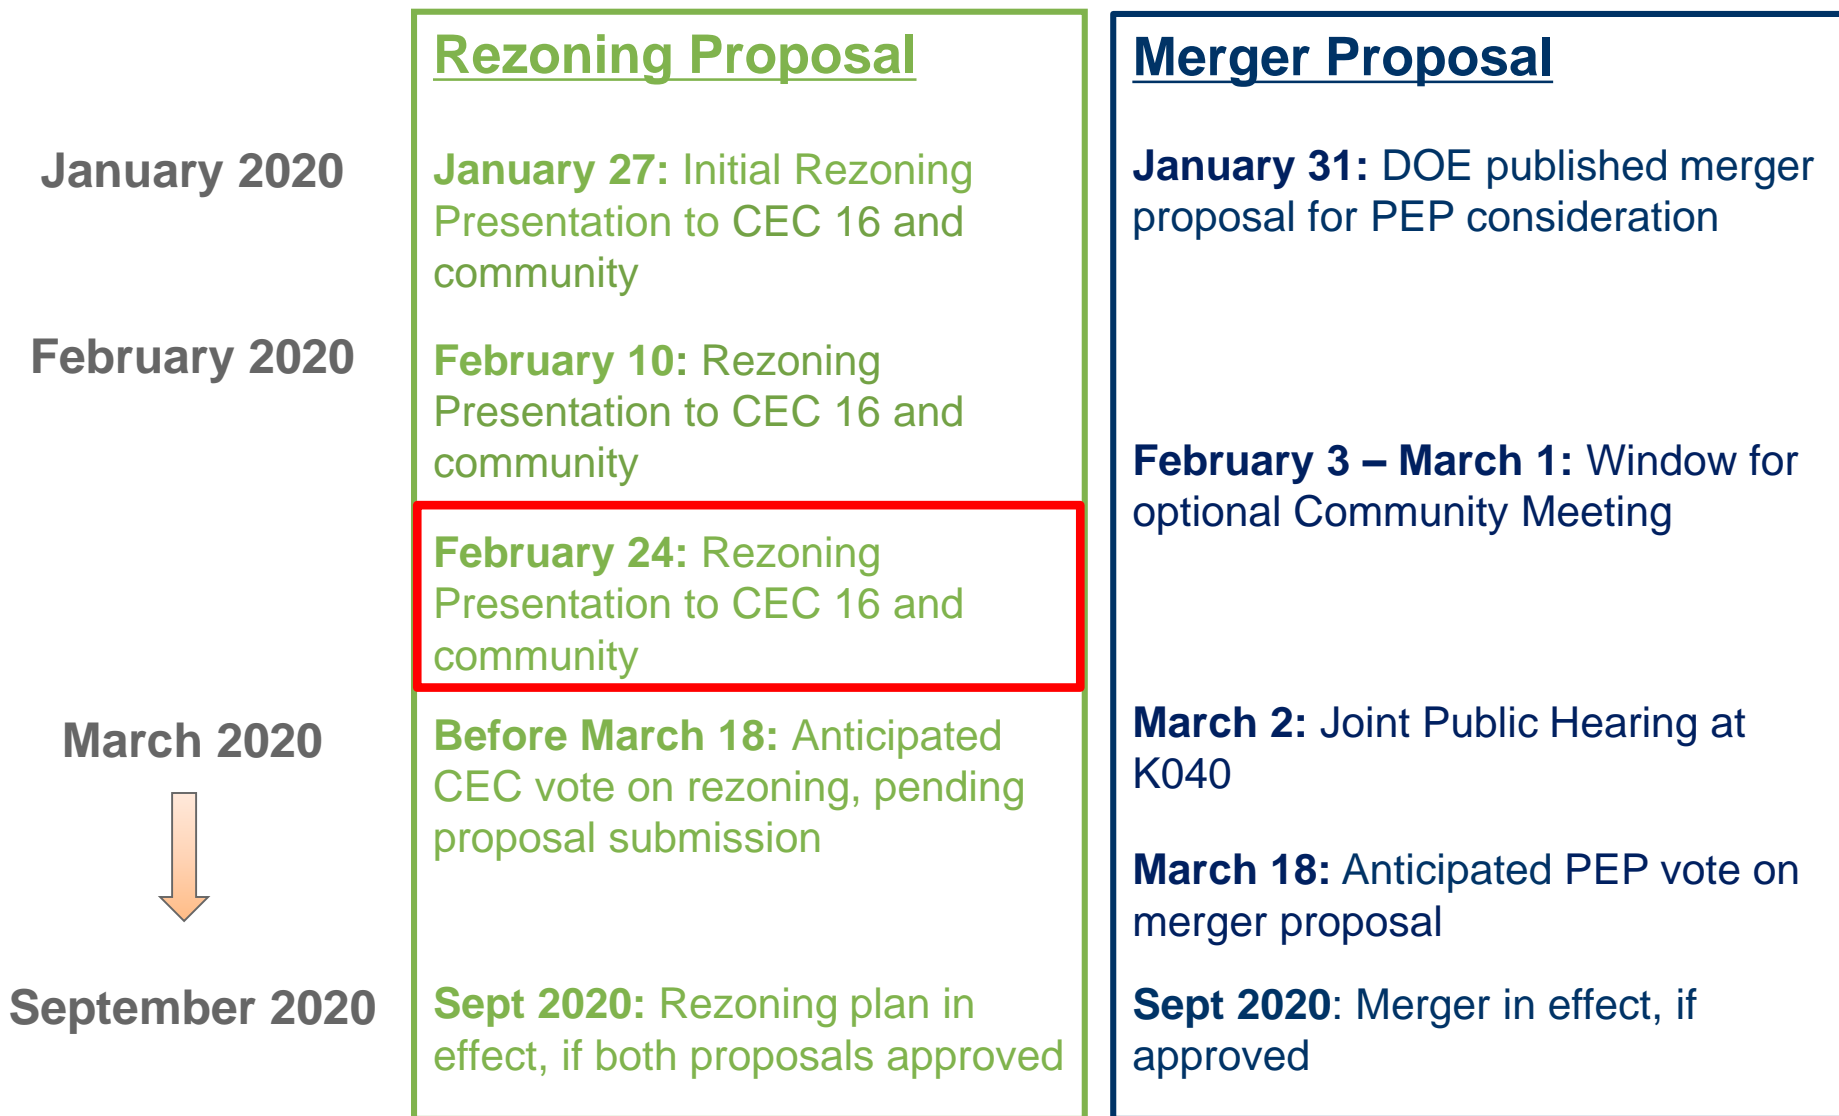 Rezoning Proposal
Merger Proposal
January 2020
January 27: Initial Rezoning
Presentation to CEC 16 and
community
January 31: DOE published merger
proposal for PEP consideration
February 2020
February 10: Rezoning
Presentation to CEC 16 and
community
February 3 – March 1: Window for
optional Community Meeting
February 24: Rezoning
Presentation to CEC 16 and
community
March 2020
Before March 18: Anticipated
CEC vote on rezoning, pending
proposal submission
March 2: Joint Public Hearing at
K040
March 18: Anticipated PEP vote on
merger proposal
September 2020
Sept 2020: Rezoning plan in
effect, if both proposals approved
Sept 2020: Merger in effect, if
approved